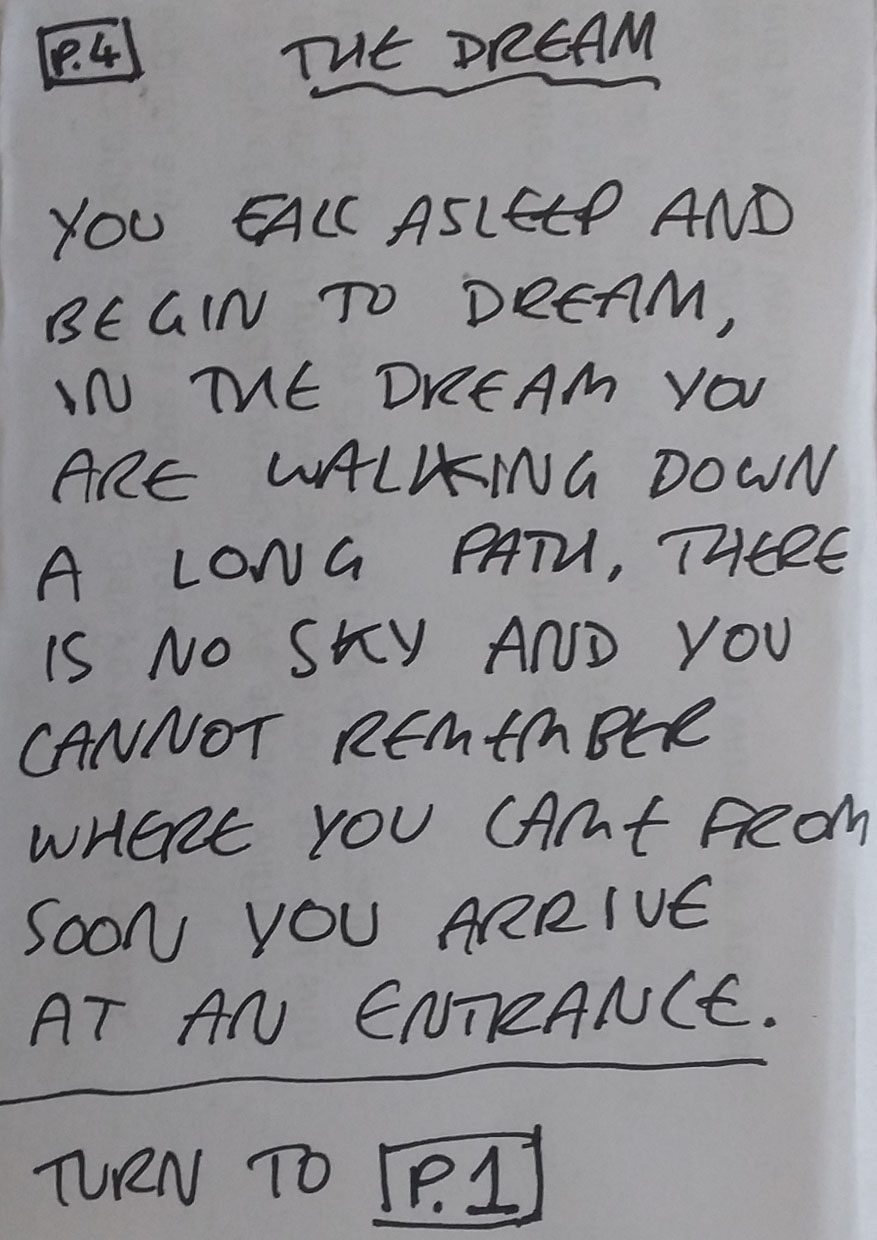 P.4 THE DREAM
YOU FALL ASLEEP AND
BEGIN TO DREAM,
IN THE DREAM YOU
ARE WALKING DOWN
A LONG PATH, THERE
IS NO SKY AND YOU
CANNOT REMEMBER
WHERE YOU CAME FROM
SOON YOU ARRIVE
AT AN ENTRANCE.
TURN TO P.1